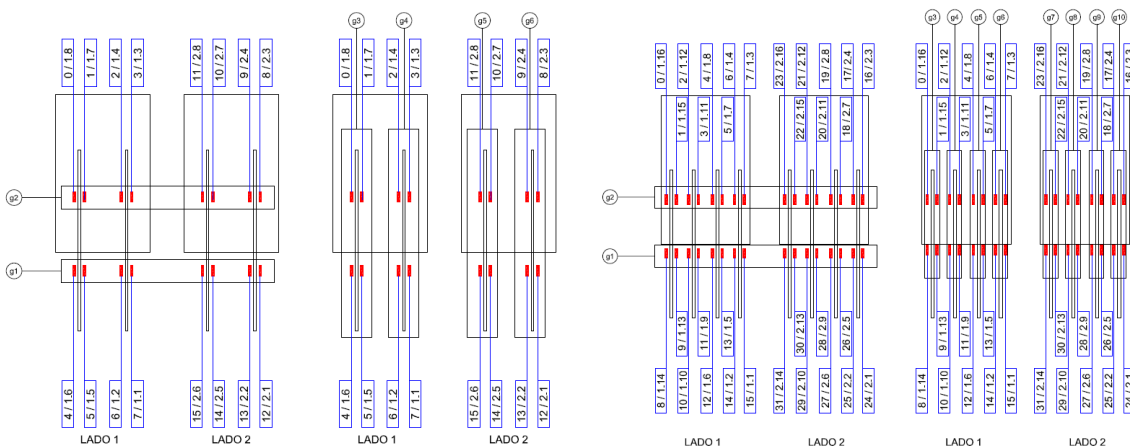 0 / 1.8
1 / 1.7
2 / 1.4
3 / 1.3
11 / 2.8
10 / 2.7
9 / 2.4
8 / 2.3
g2
g1
4 / 1.6
5 / 1.5
6 / 1.2
7 / 1.1
15 / 2.6
14 / 2.5
13 / 2.2
12 / 2.1
LADO 1
LADO 2
g3
g4
g5
g6
0 / 1.8
1 / 1.7
2 / 1.4
3 / 1.3
11 / 2.8
10 / 2.7
9 / 2.4
8 / 2.3
4 / 1.6
5 / 1.5
6 / 1.2
7 / 1.1
15 / 2.6
14 / 2.5
13 / 2.2
12 / 2.1
LADO 1
LADO 2
0 / 1.16
2 / 1.12
4 / 1.8
6 / 1.4
7 / 1.3
23 / 2.16
21 / 2.12
19 / 2.8
17/ 2.4
16 / 2.3
1 / 1.15
3 / 1.11
5 / 1.7
22 / 2.15
20 / 2.11
18 / 2.7
g2
g1
9 / 1.13
11 / 1.9
13 / 1.5
30 / 2.13
28 / 2.9
26 / 2.5
8 / 1.14
10 / 1.10
12 / 1.6
14 / 1.2
15 / 1.1
31 / 2.14
29 / 2.10
27 / 2.6
25 / 2.2
24 / 2.1
LADO 1
LADO 2
g3
g4
g5
g6
g7
g8
g9
g10
0 / 1.16
2 / 1.12
4 / 1.8
6 / 1.4
7 / 1.3
23 / 2.16
21 / 2.12
19 / 2.8
17/ 2.4
16 / 2.3
1 / 1.15
3 / 1.11
5 / 1.7
22 / 2.15
20 / 2.11
18 / 2.7
9 / 1.13
11 / 1.9
13 / 1.5
30 / 2.13
28 / 2.9
26 / 2.5
8 / 1.14
10 / 1.10
12 / 1.6
14 / 1.2
15 / 1.1
31 / 2.14
29 / 2.10
27 / 2.6
25 / 2.2
24 / 2.1
LADO 1
LADO 2